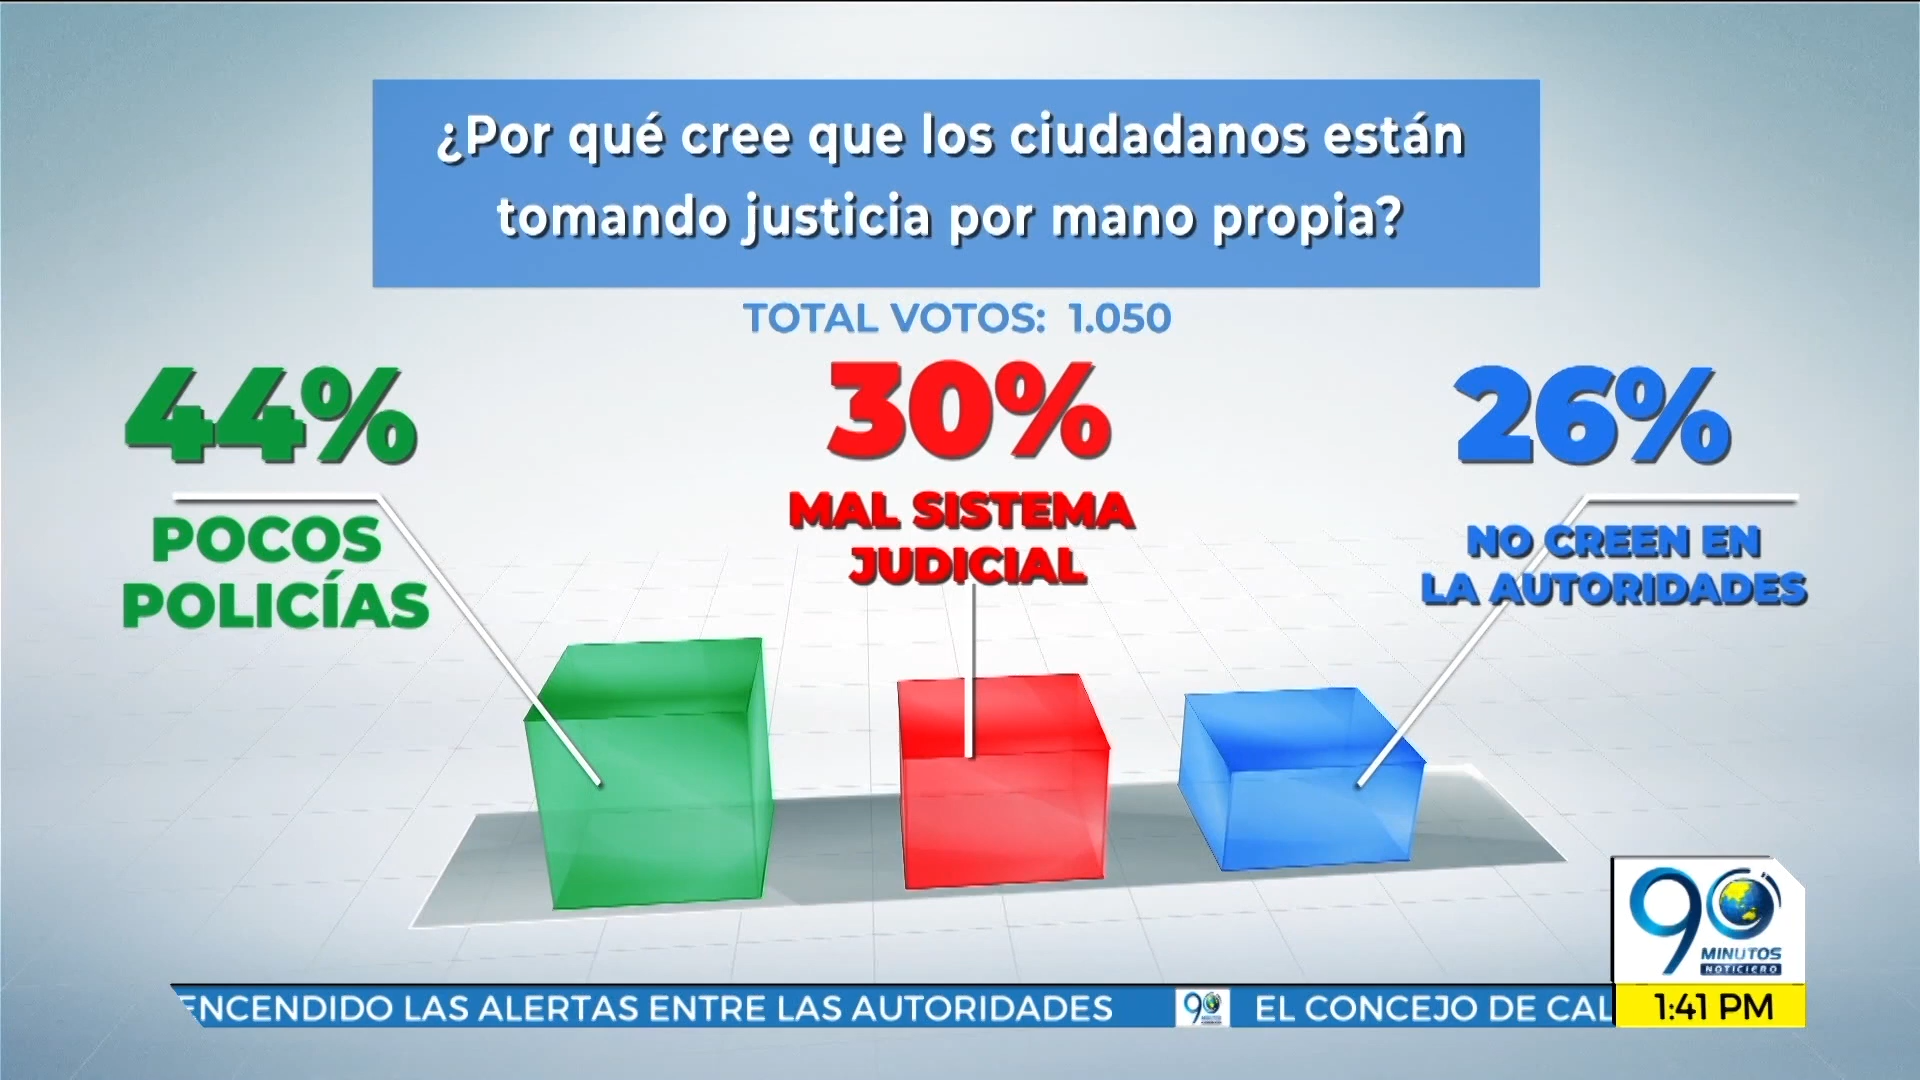 ¿Por qué cree que los ciudadanos están
tomando justicia por mano propia?
TOTAL VOTOS: 1.050
44%
POCOS
POLICÍAS
30%
MAL SISTEMA
JUDICIAL
26%
NO CREEN EN
LA AUTORIDADES
90
MINUTOS
NOTICIERO
ENCENDIDO LAS ALERTAS ENTRE LAS AUTORIDADES
90
EL CONCEJO DE CAL
1:41 PM